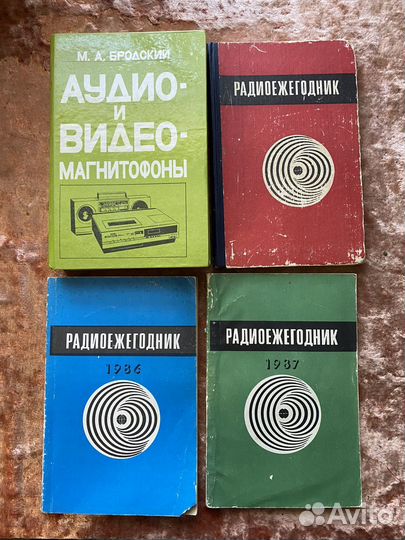 М. А. БРОДСКИЙ
АУДИО-
И
ВИДЕО-
МАГНИТОФОНЫ
РАДИОЕЖЕГОДНИК
РАДИОЕЖЕГОДНИК
1986
РАДИОЕЖЕГОДНИК
1987
Avito